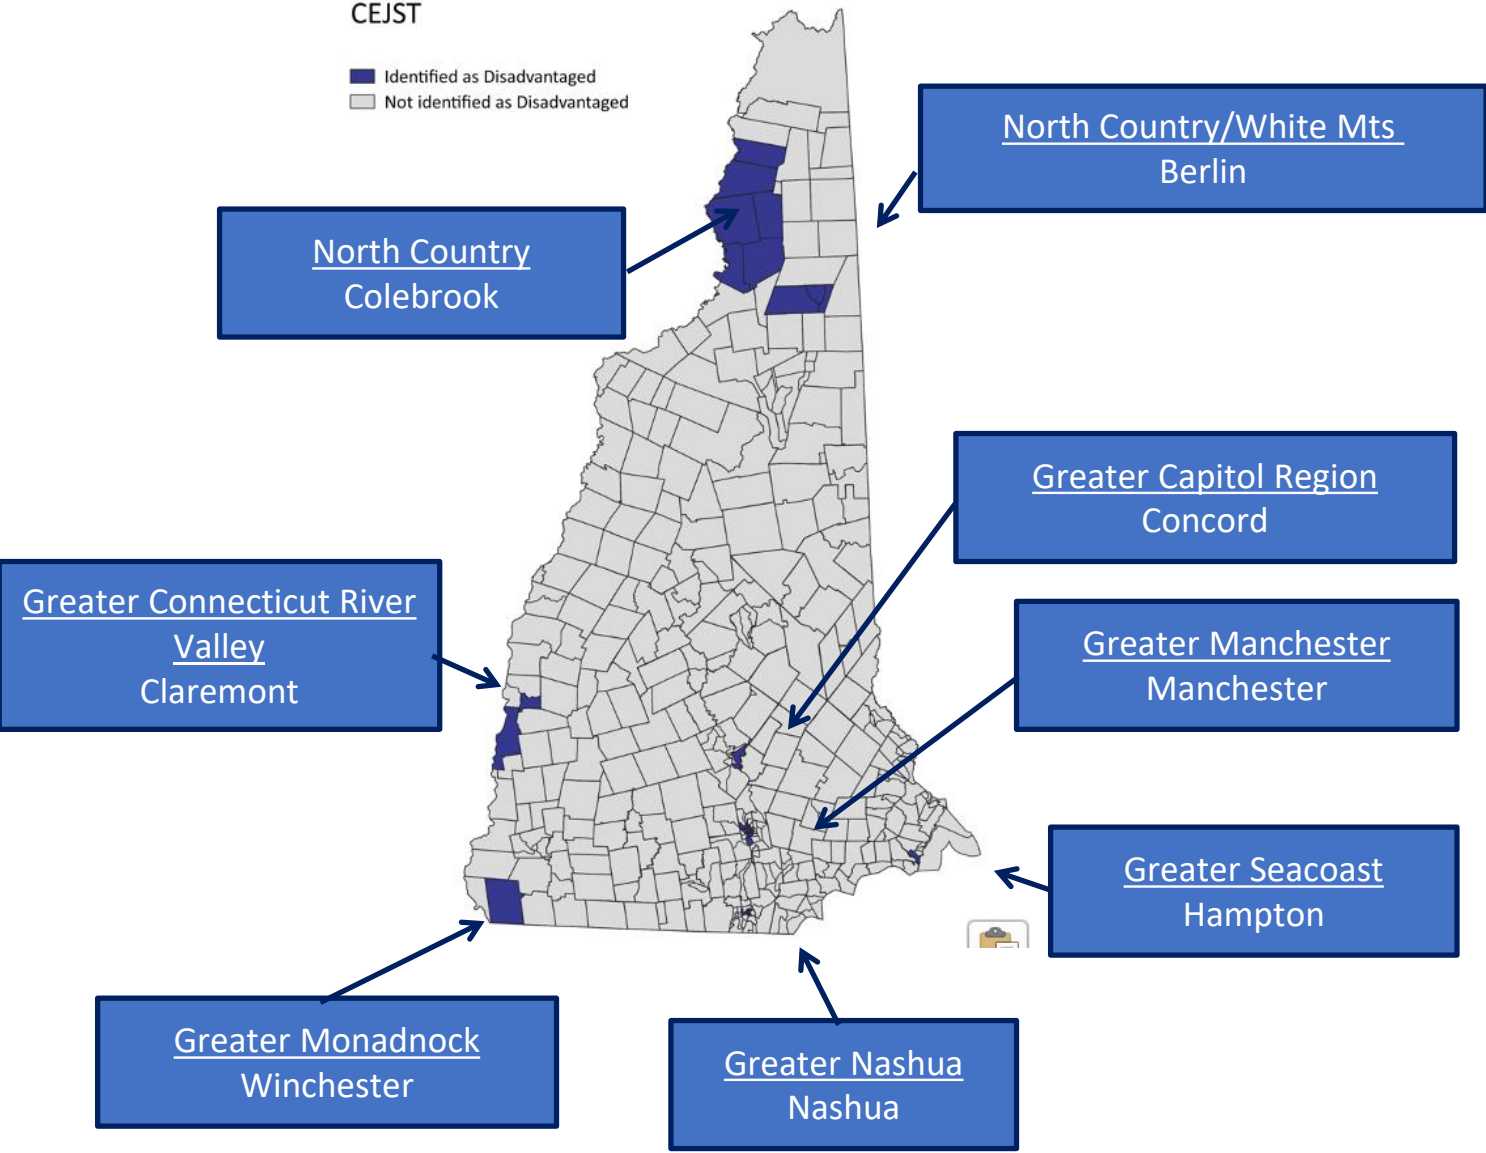 CEJST
Identified as Disadvantaged
Not identified as Disadvantaged
North Country/White Mts
Berlin
North Country
Colebrook
Greater Capitol Region
Concord
Greater Connecticut River
Valley
Claremont
Greater Manchester
Manchester
Greater Seacoast
Hampton
Greater Monadnock
Winchester
Greater Nashua
Nashua